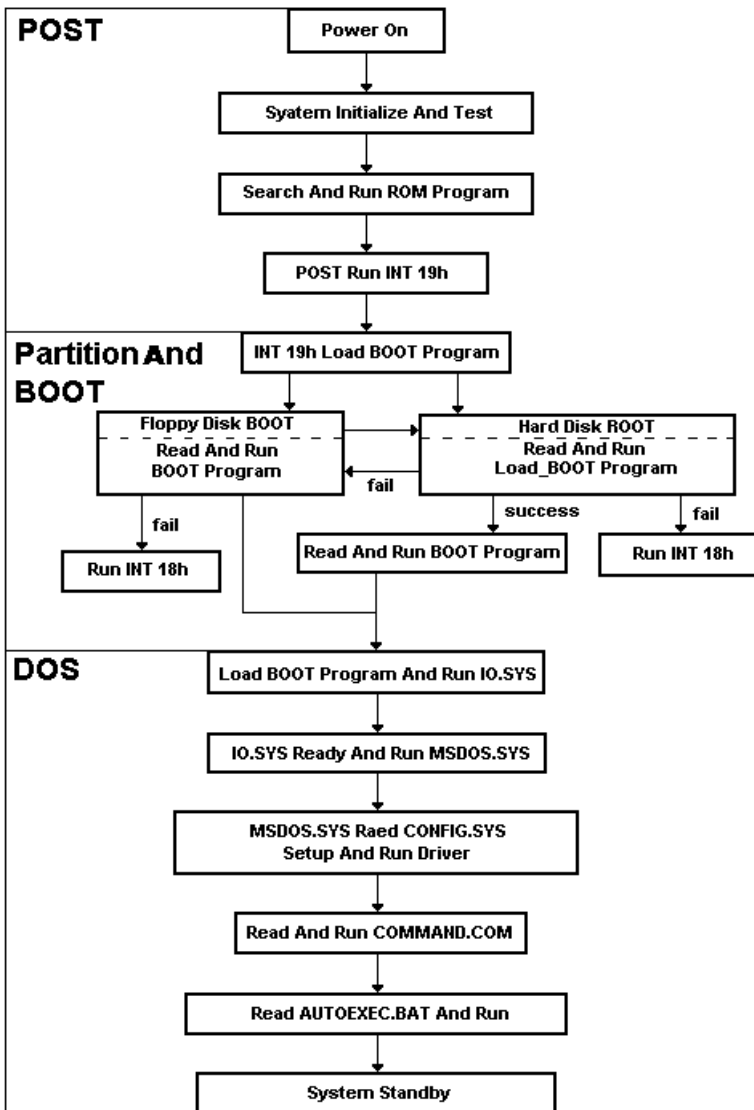 POST
Power On
Syatem Initialize And Test
Search And Run ROM Program
POST Run INT 19h
Partition And
BOOT
INT 19h Load BOOT Program
Floppy Disk BOOT
Read And Run
BOOT Program
Hard Disk ROOT
Read And Run
Load_BOOT Program
fail
fail
success
fail
Run INT 18h
Read And Run BOOT Program
Run INT 18h
DOS
Load BOOT Program And Run IO.SYS
IO.SYS Ready And Run MSDOS.SYS
MSDOS.SYS Raed CONFIG.SYS
Setup And Run Driver
Read And Run COMMAND.COM
Read AUTOEXEC.BAT And Run
System Standby